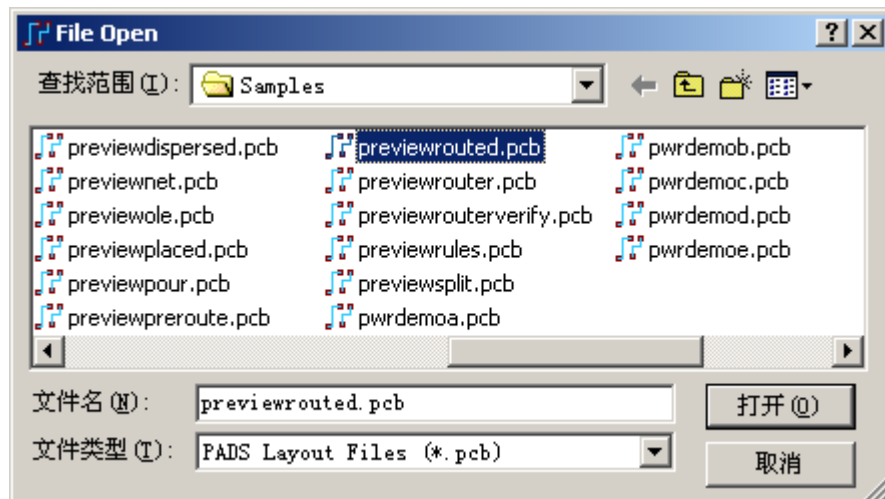 File Open
查找范围(I): Samples
previewdispersed.pcb previewrouted.pcb pwrdemob.pcb
previewnet.pcb previewrouter.pcb pwrdemoc.pcb
previewole.pcb previewrouterverify.pcb pwrdemod.pcb
previewplaced.pcb previewrules.pcb pwrdemoe.pcb
previewpour.pcb previewsplit.pcb
previewpreroute.pcb pwrdemoa.pcb
文件名(N): previewrouted.pcb 打开(O)
文件类型(T): PADS Layout Files (*.pcb) 取消